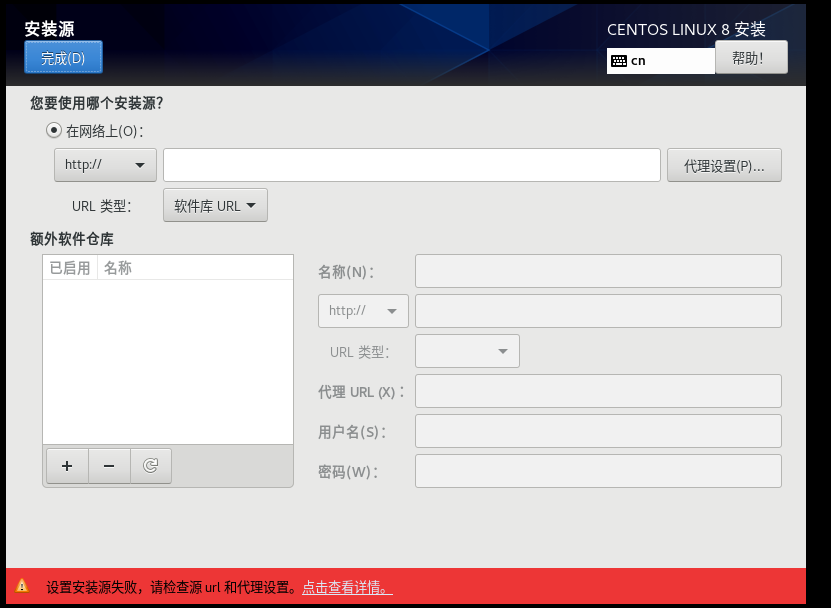 安装源
CENTOS LINUX 8 安装
完成(D)
cn
帮助！
您要使用哪个安装源？
在网络上(O)：
http://
代理设置(P)...
URL 类型：
软件库 URL
额外软件仓库
已启用 名称
名称(N)：
http://
URL 类型：
代理 URL (X)：
用户名(S)：
密码(W)：
设置安装源失败，请检查源 url 和代理设置。点击查看详情。